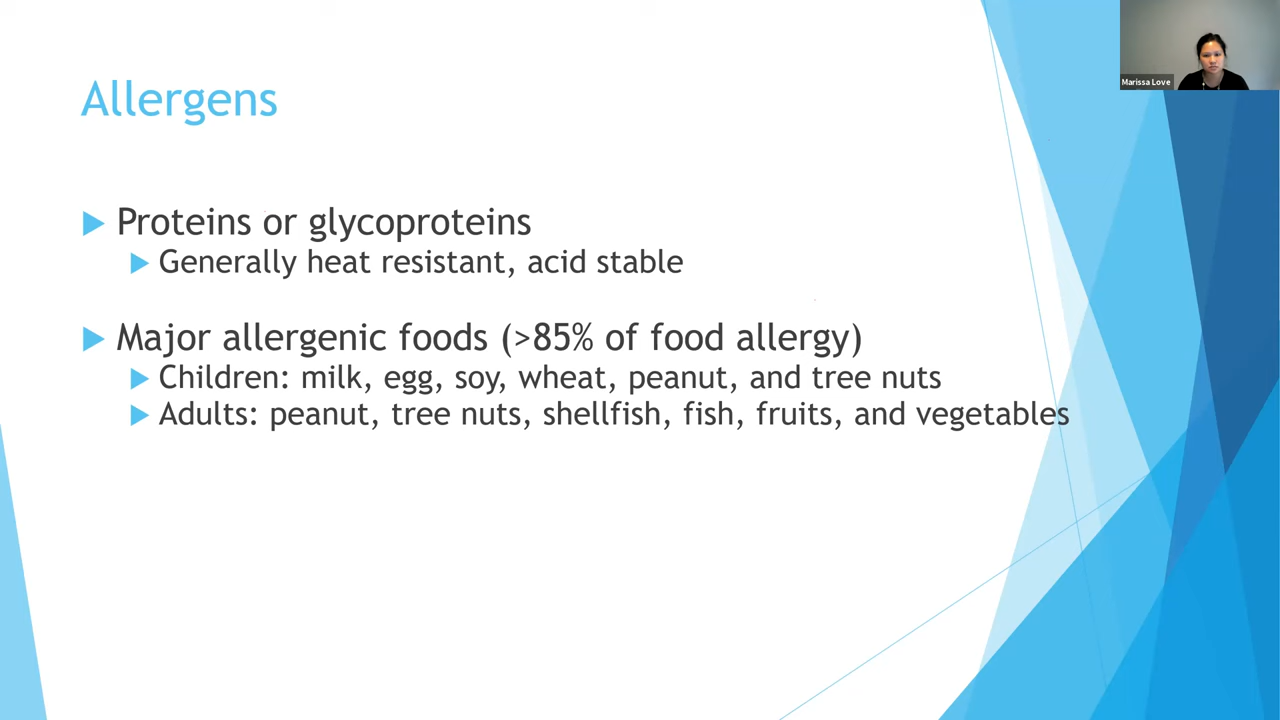 Allergens
Proteins or glycoproteins
Generally heat resistant, acid stable
Major allergenic foods (>85% of food allergy)
Children: milk, egg, soy, wheat, peanut, and tree nuts
Adults: peanut, tree nuts, shellfish, fish, fruits, and vegetables
Marissa Love